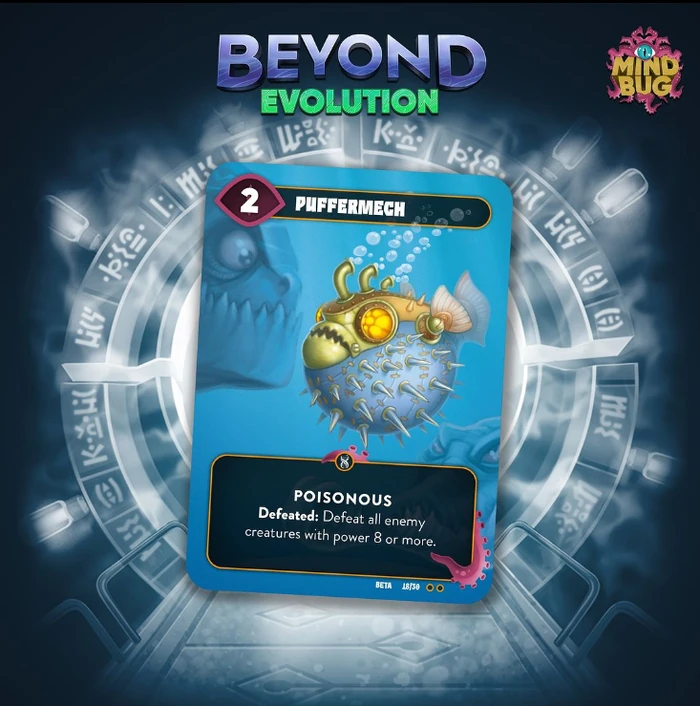 BEYOND
EVOLUTION
MIND
BUG
2
PUFFERMECH
POISONOUS
Defeated: Defeat all enemy
creatures with power 8 or more.
BETA 18/50